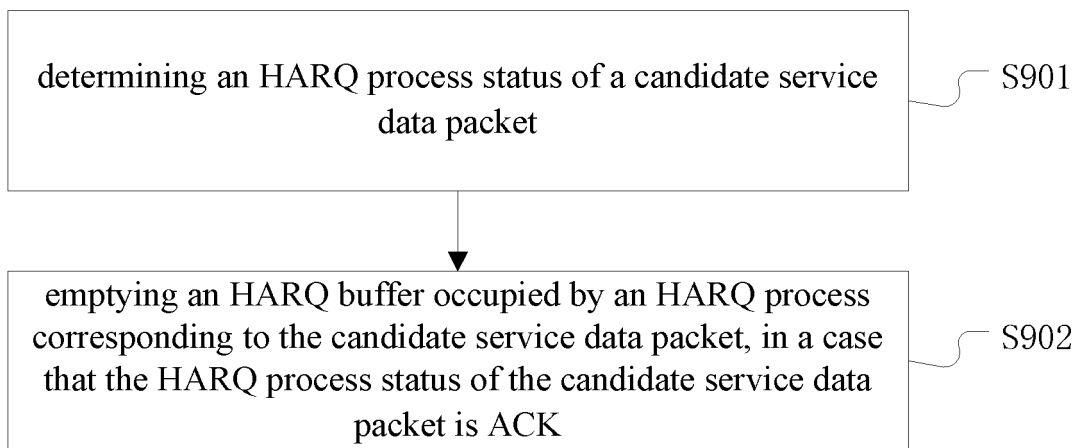 determining an HARQ process status of a candidate service
data packet
S901
emptying an HARQ buffer occupied by an HARQ process
corresponding to the candidate service data packet, in a case
that the HARQ process status of the candidate service data
packet is ACK
S902